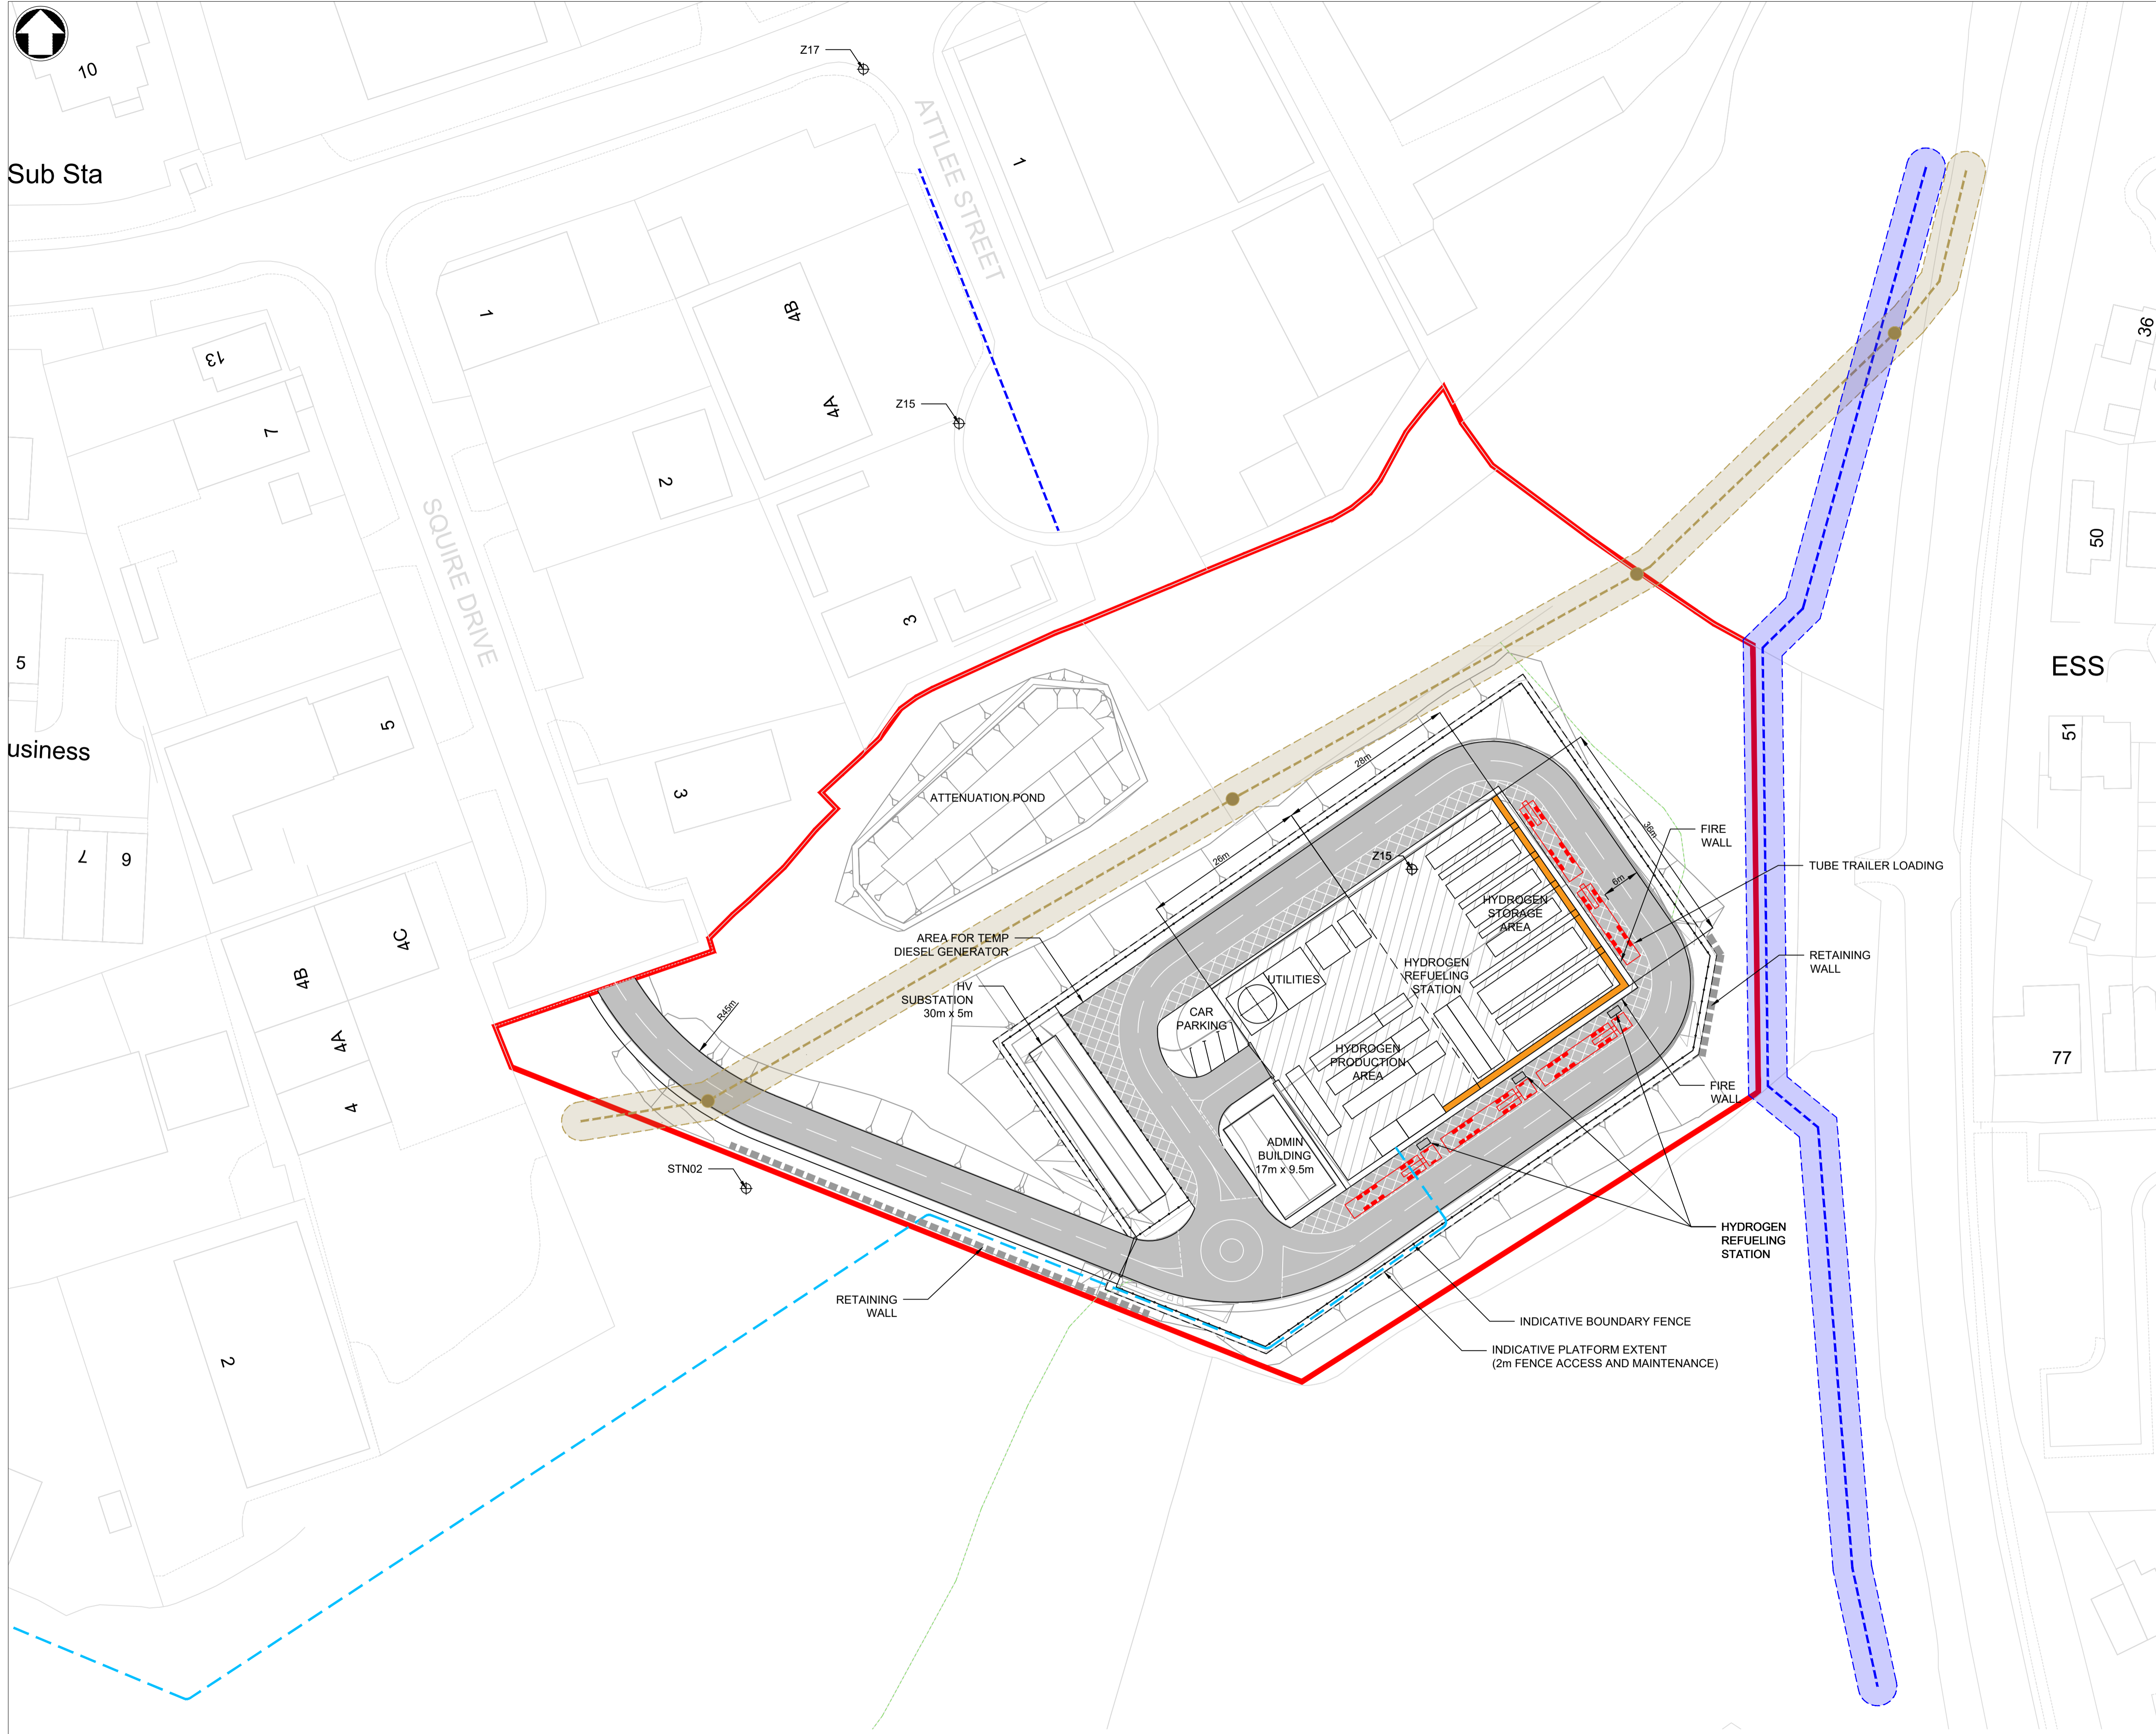 10
Z17
ATTLEE STREET
1
Sub Sta
1
4B
4A
13
7
2
Z15
36
SQUIRE DRIVE
50
3
5
ESS
5
usiness
51
3
28m
ATTENUATION POND
36m
FIRE
WALL
26m
Z15
TUBE TRAILER LOADING
7
6
6m
HYDROGEN
STORAGE
AREA
4C
AREA FOR TEMP
DIESEL GENERATOR
4B
RETAINING
WALL
HYDROGEN
REFUELING
STATION
UTILITIES
HV
SUBSTATION
30m x 5m
R45m
CAR
PARKING
4A
HYDROGEN
PRODUCTION
AREA
77
FIRE
WALL
4
ADMIN
BUILDING
17m x 9.5m
STN02
HYDROGEN
REFUELING
STATION
RETAINING
WALL
INDICATIVE BOUNDARY FENCE
INDICATIVE PLATFORM EXTENT
(2m FENCE ACCESS AND MAINTENANCE)
2